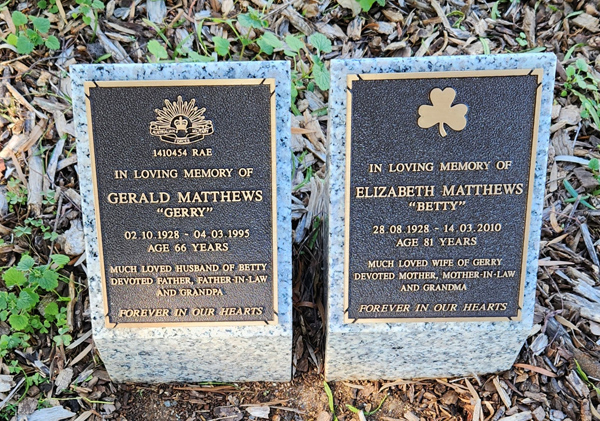 1410454 RAE
IN LOVING MEMORY OF
GERALD MATTHEWS
"GERRY"
02.10.1928 - 04.03.1995
AGE 66 YEARS
MUCH LOVED HUSBAND OF BETTY
DEVOTED FATHER, FATHER-IN-LAW
AND GRANDPA
FOREVER IN OUR HEARTS
IN LOVING MEMORY OF
ELIZABETH MATTHEWS
"BETTY"
28.08.1928 - 14.03.2010
AGE 81 YEARS
MUCH LOVED WIFE OF GERRY
DEVOTED MOTHER, MOTHER-IN-LAW
AND GRANDMA
FOREVER IN OUR HEARTS